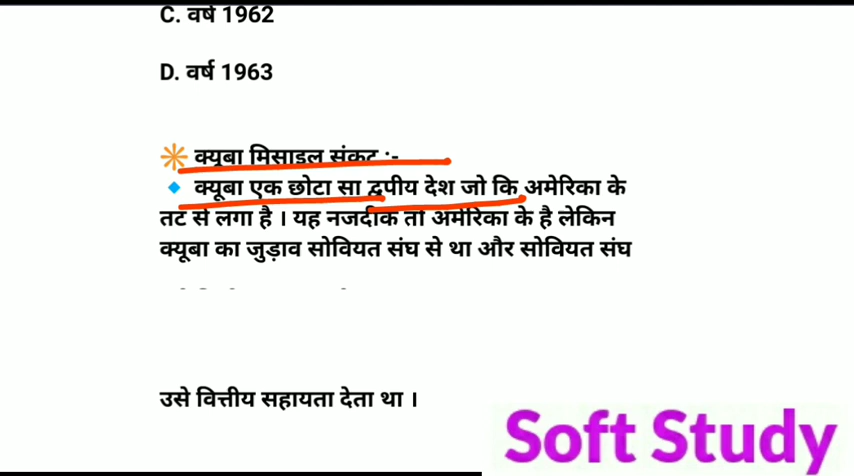 C. वर्ष 1962
D. वर्ष 1963
क्यूबा मिसाइल संकट :-
क्यूबा एक छोटा सा द्वपीय देश जो कि अमेरिका के
तट से लगा है । यह नजदीक तो अमेरिका के है लेकिन
क्यूबा का जुड़ाव सोवियत संघ से था और सोवियत संघ
उसे वित्तीय सहायता देता था ।
Soft Study